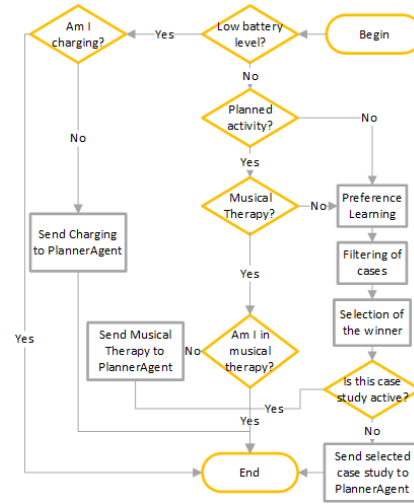 Am I
charging?
Yes
Low battery
level?
Begin
No
Planned
activity?
No
No
Yes
Musical
Therapy?
No
Preference
Learning
Send Charging
to PlannerAgent
Filtering of
cases
Yes
Selection of
the winner
Yes
Send Musical
Therapy to
PlannerAgent
No
Am I in
musical
therapy?
Is this case
study active?
Yes
Yes
No
End
Send selected
case study to
PlannerAgent